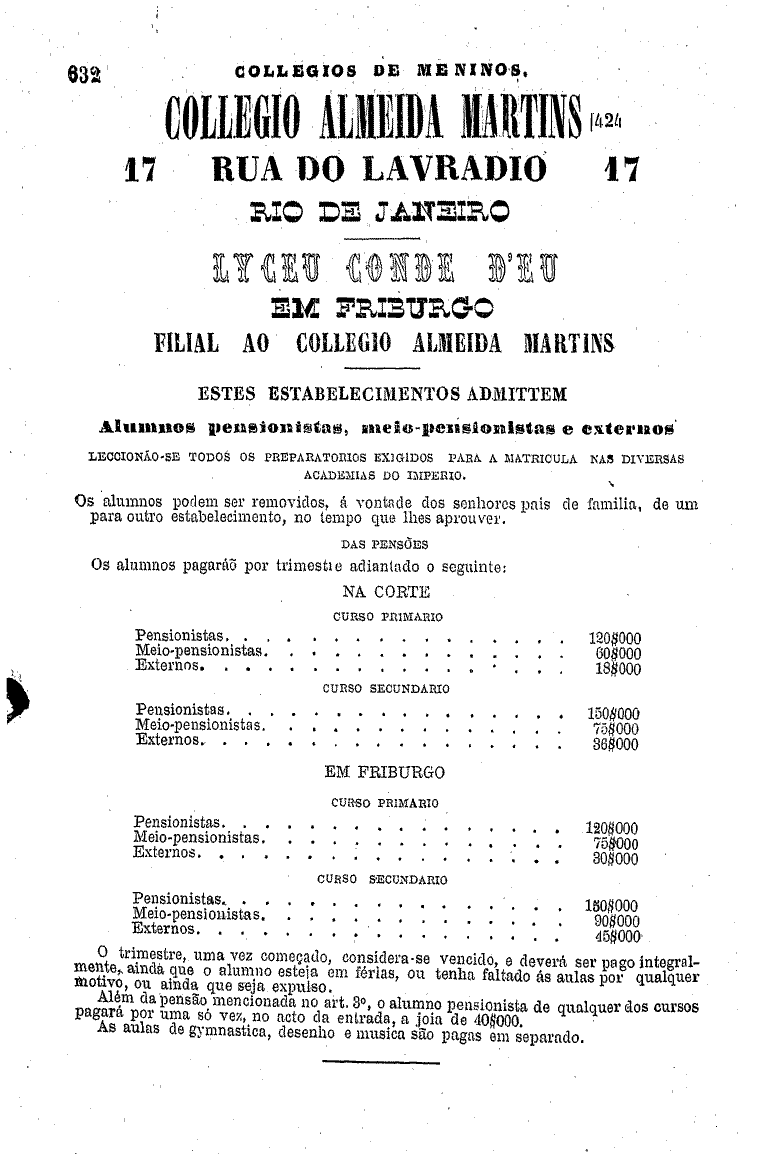 632
COLLEGIOS DE MENINOS.
COLLEGIO ALMEIDA MARTINS 1424
17 RUA DO LAVRADIO 17
RIO DE JANEIRO
LYCEU CONDE D'EU
EM FRIBURGO
FILIAL AO COLLEGIO ALMEIDA MARTINS
ESTES ESTABELECIMENTOS ADMITTEM
Alumnos pensionistas, meio-pensionistas e externos
LECCIONÃO-SE TODOS OS PREPARATORIOS EXIGIDOS PARA A MATRICULA NAS DIVERSAS
ACADEMIAS DO IMPERIO.
Os alumnos podem ser removidos, á vontade dos senhores pais de familia, de um
para outro estabelecimento, no tempo que lhes aprouver.
DAS PENSÕES
Os alumnos pagaráõ por trimestre adiantado o seguinte:
NA CORTE
CURSO PRIMARIO
Pensionistas. . . . . . . . . . . . . . . . . 120$000
Meio-pensionistas. . . . . . . . . . . . . . . 60$000
Externos. . . . . . . . . . . . . . . . . . 18$000
CURSO SECUNDARIO
Pensionistas. . . . . . . . . . . . . . . . . 150$000
Meio-pensionistas. . . . . . . . . . . . . . . 75$000
Externos. . . . . . . . . . . . . . . . . . 36$000
EM FRIBURGO
CURSO PRIMARIO
Pensionistas. . . . . . . . . . . . . . . . . 120$000
Meio-pensionistas. . . . . . . . . . . . . . . 75$000
Externos. . . . . . . . . . . . . . . . . . 30$000
CURSO SECUNDARIO
Pensionistas. . . . . . . . . . . . . . . . .
Meio-pensionistas. . . . . . . . . . . . . . . 90$000
Externos. . . . . . . . . . . . . . . . . . 45$000
O trimestre, uma vez começado, considera-se vencido, e deverá ser pago integral-
mente, ainda que o alumno esteja em férias, ou tenha faltado ás aulas por qualquer
motivo, ou ainda que seja expulso.
Além da pensão mencionada no art. 3º, o alumno pensionista de qualquer dos cursos
pagará por uma só vez, no acto da entrada, a joia de 40$000.
As aulas de gymnastica, desenho e musica são pagas em separado.